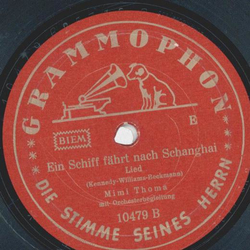 GRAMMOPHON
BIEM
E
Ein Schiff fährt nach Schanghai
Lied
(Kennedy-Williams-Beckmann)
Mimi Thoma
mit Orchesterbegleitung
10479 B
DIE STIMME SEINES HERRN